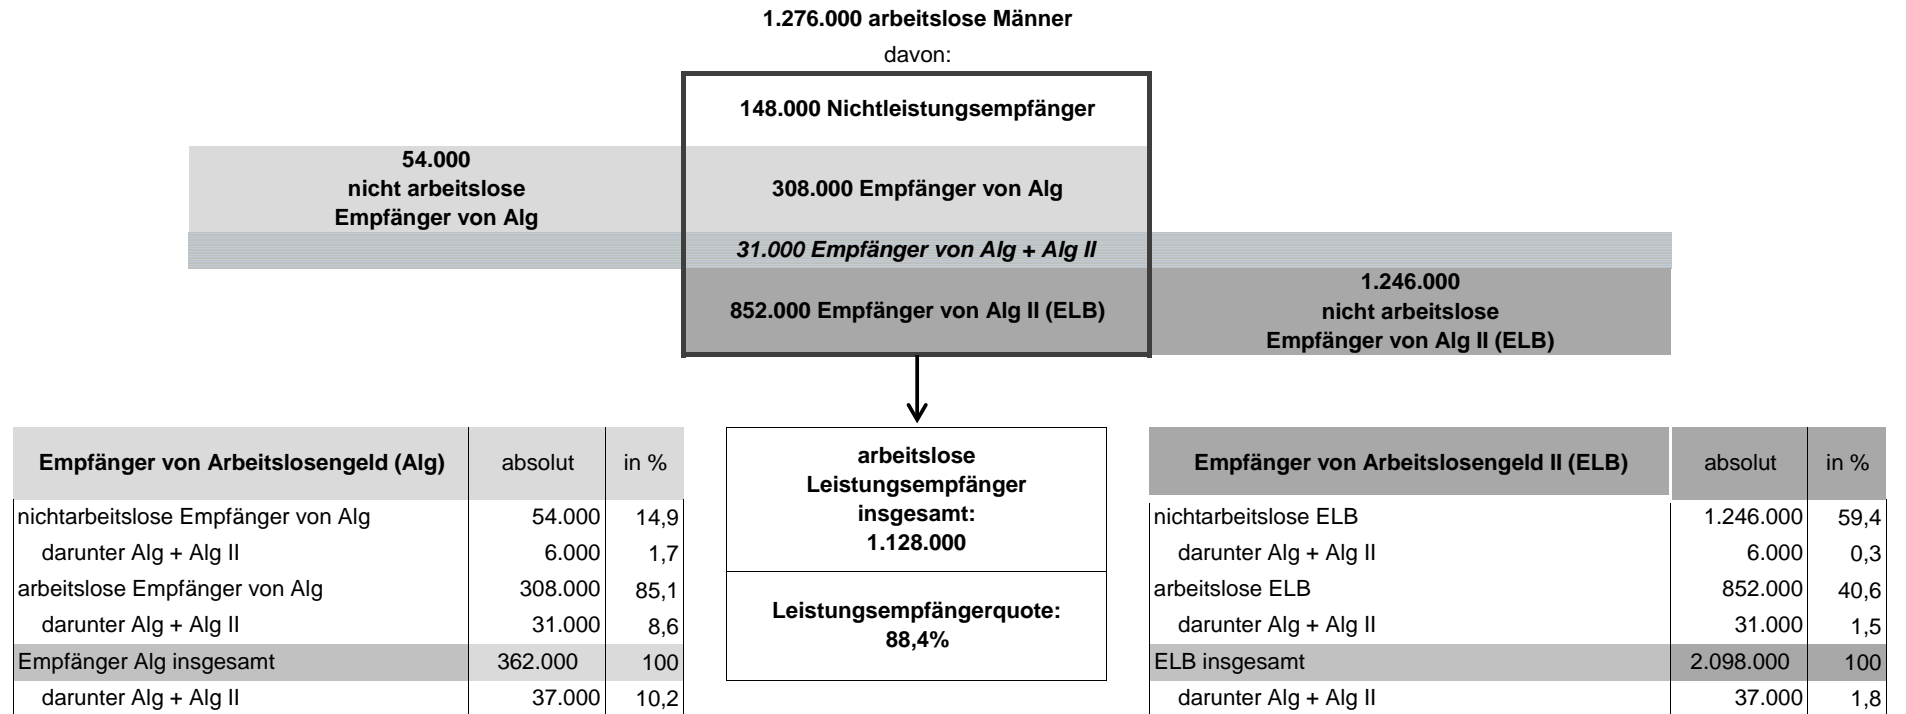 1.276.000 arbeitslose Männer
davon:
148.000 Nichtleistungsempfänger
54.000
nicht arbeitslose
Empfänger von Alg
308.000 Empfänger von Alg
31.000 Empfänger von Alg + Alg II
852.000 Empfänger von Alg II (ELB)
1.246.000
nicht arbeitslose
Empfänger von Alg II (ELB)
Empfänger von Arbeitslosengeld (Alg) absolut in %
nichtarbeitslose Empfänger von Alg 54.000 14,9
darunter Alg + Alg II 6.000 1,7
arbeitslose Empfänger von Alg 308.000 85,1
darunter Alg + Alg II 31.000 8,6
Empfänger Alg insgesamt 362.000 100
darunter Alg + Alg II 37.000 10,2
arbeitslose
Leistungsempfänger
insgesamt:
1.128.000
Leistungsempfängerquote:
88,4%
Empfänger von Arbeitslosengeld II (ELB) absolut in %
nichtarbeitslose ELB 1.246.000 59,4
darunter Alg + Alg II 6.000 0,3
arbeitslose ELB 852.000 40,6
darunter Alg + Alg II 31.000 1,5
ELB insgesamt 2.098.000 100
darunter Alg + Alg II 37.000 1,8